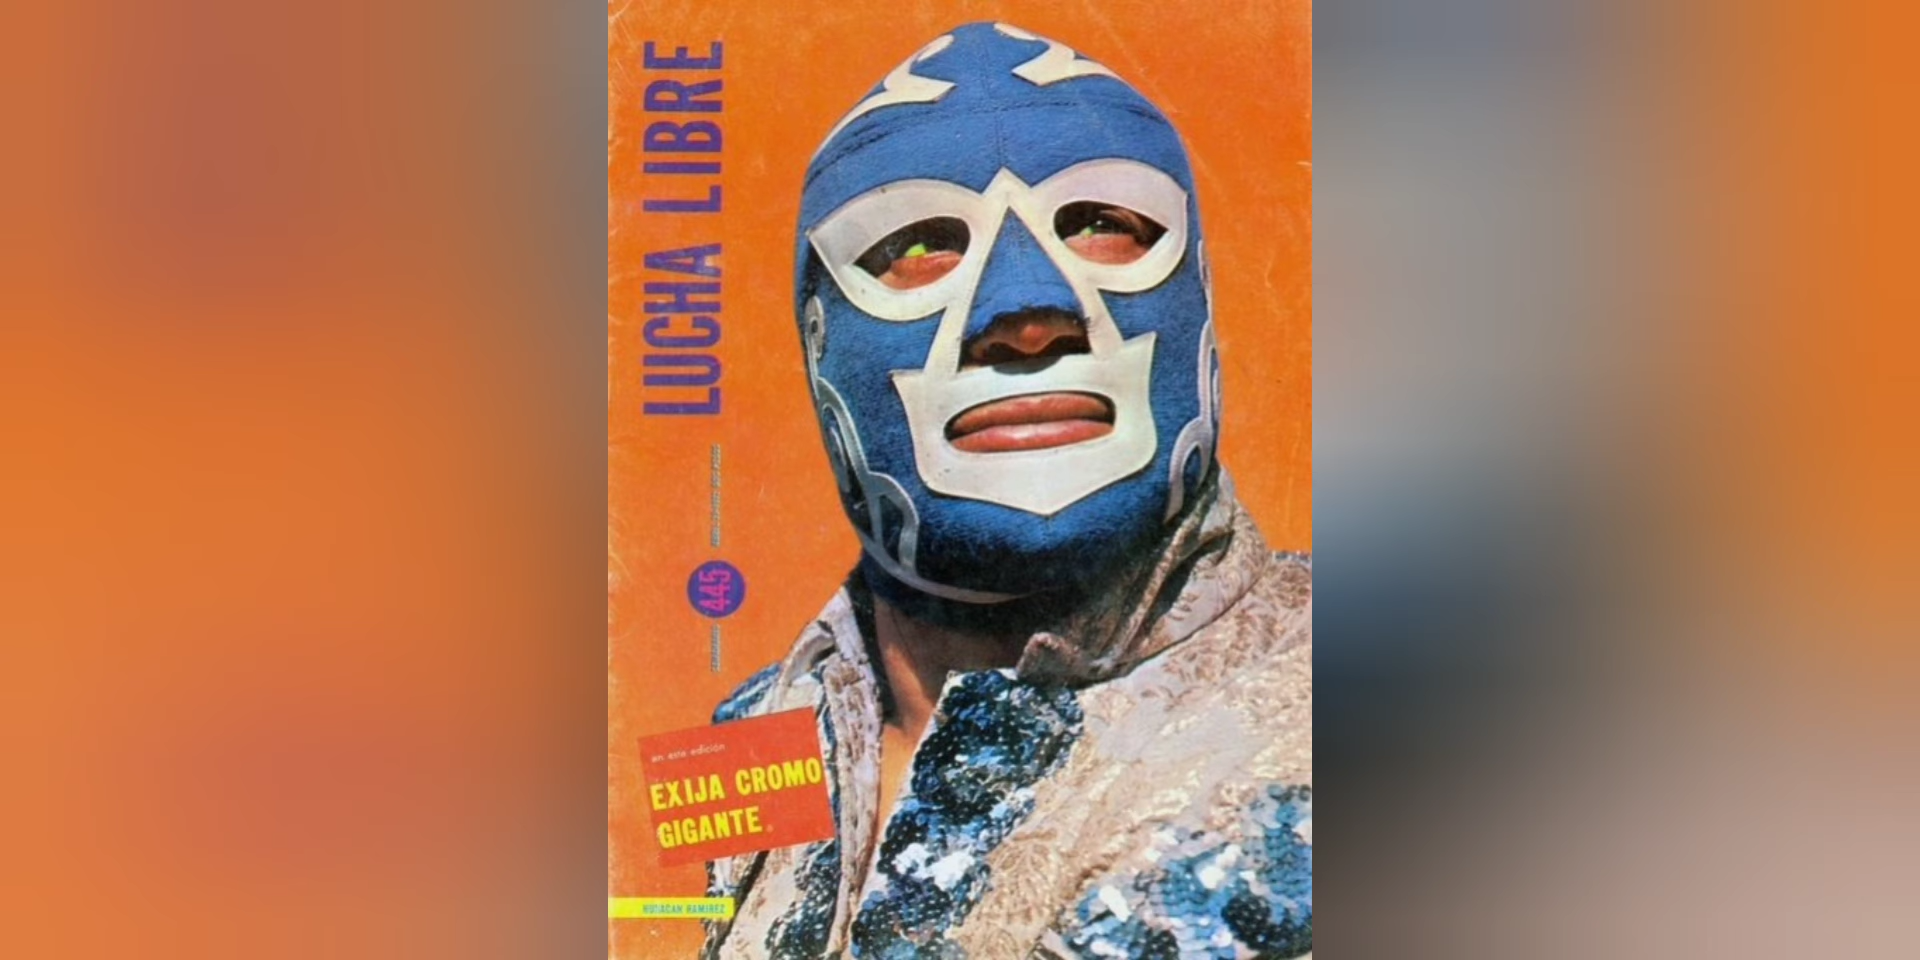 LUCHA LIBRE
445
en esta edición
EXIJA CROMO
GIGANTE
HURACAN RAMIREZ